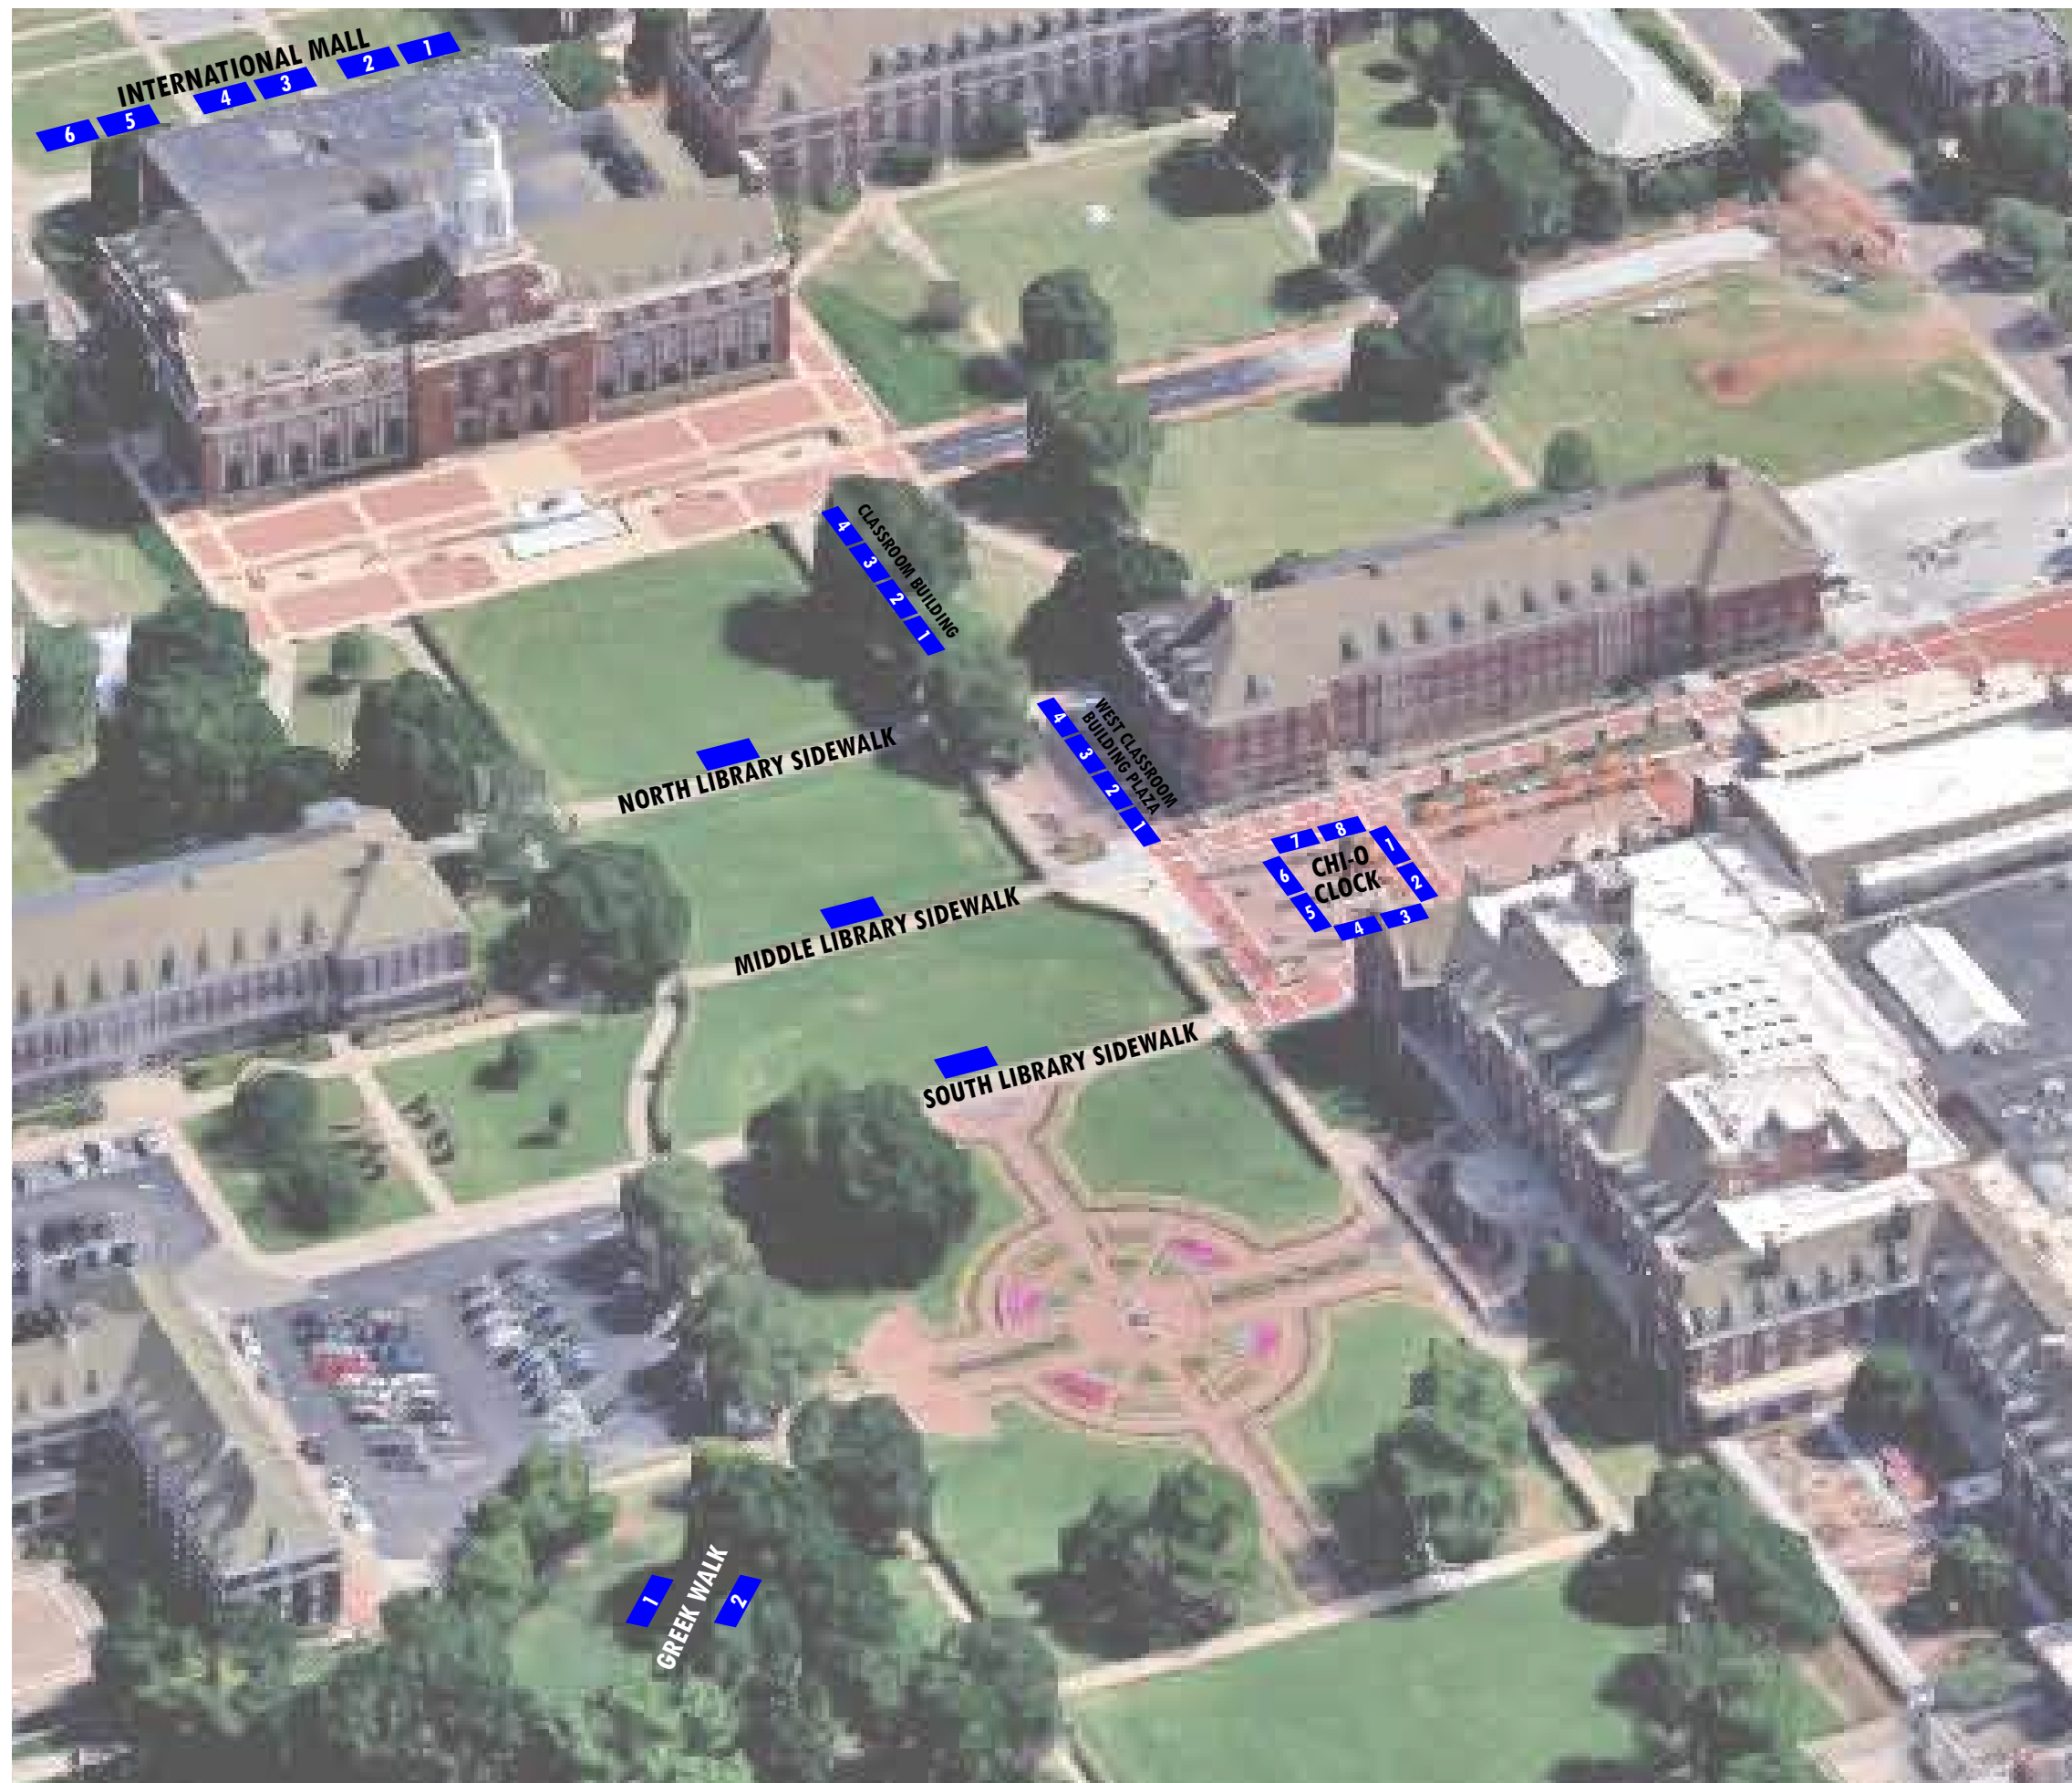 INTERNATIONAL MALL
6 5 4 3 2 1
CLASSROOM BUILDING
4
3
2
1
WEST CLASSROOM
BUILDING PLAZA
4
3
2
1
NORTH LIBRARY SIDEWALK
7 8
1
6
2
5
3
4
CHI-O
CLOCK
MIDDLE LIBRARY SIDEWALK
SOUTH LIBRARY SIDEWALK
1
GREEK WALK
2